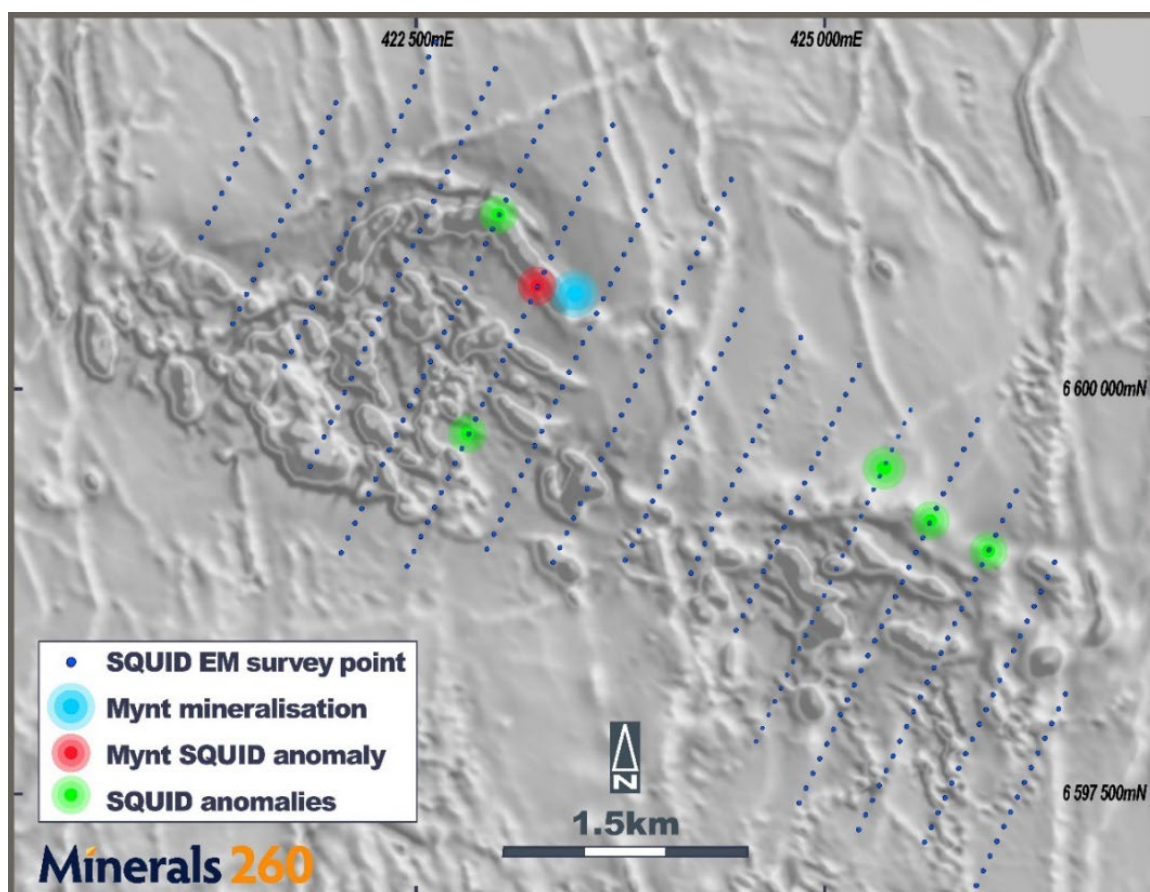 422 500mE
425 000mE
6 600 000mN
SQUID EM survey point
Mynt mineralisation
Mynt SQUID anomaly
SQUID anomalies
N
1.5km
6 597 500mN
Minerals 260